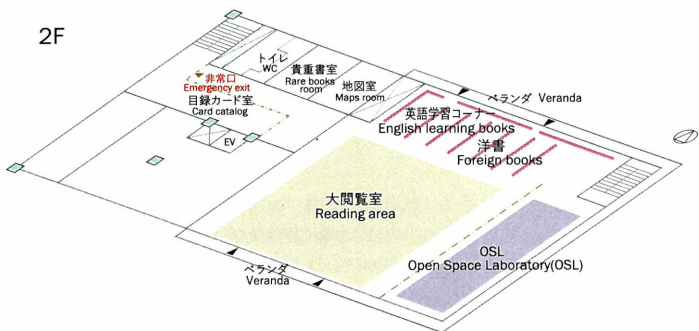 2F
トイレ
WC
貴重書室
Rare books
room
地図室
Maps room
非常口
Emergency exit
目録カード室
Card catalog
EV
ベランダ Veranda
英語学習コーナー
English learning books
洋書
Foreign books
大閲覧室
Reading area
OSL
Open Space Laboratory(OSL)
ベランダ
Veranda